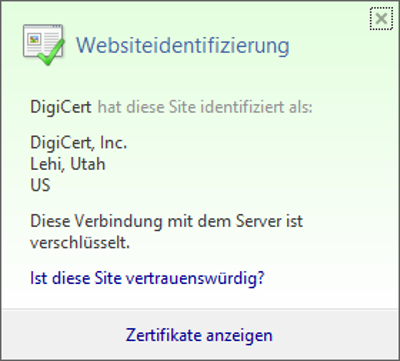 Websiteidentifizierung
DigiCert hat diese Site identifiziert als:
DigiCert, Inc.
Lehi, Utah
US
Diese Verbindung mit dem Server ist
verschlüsselt.
Ist diese Site vertrauenswürdig?
Zertifikate anzeigen